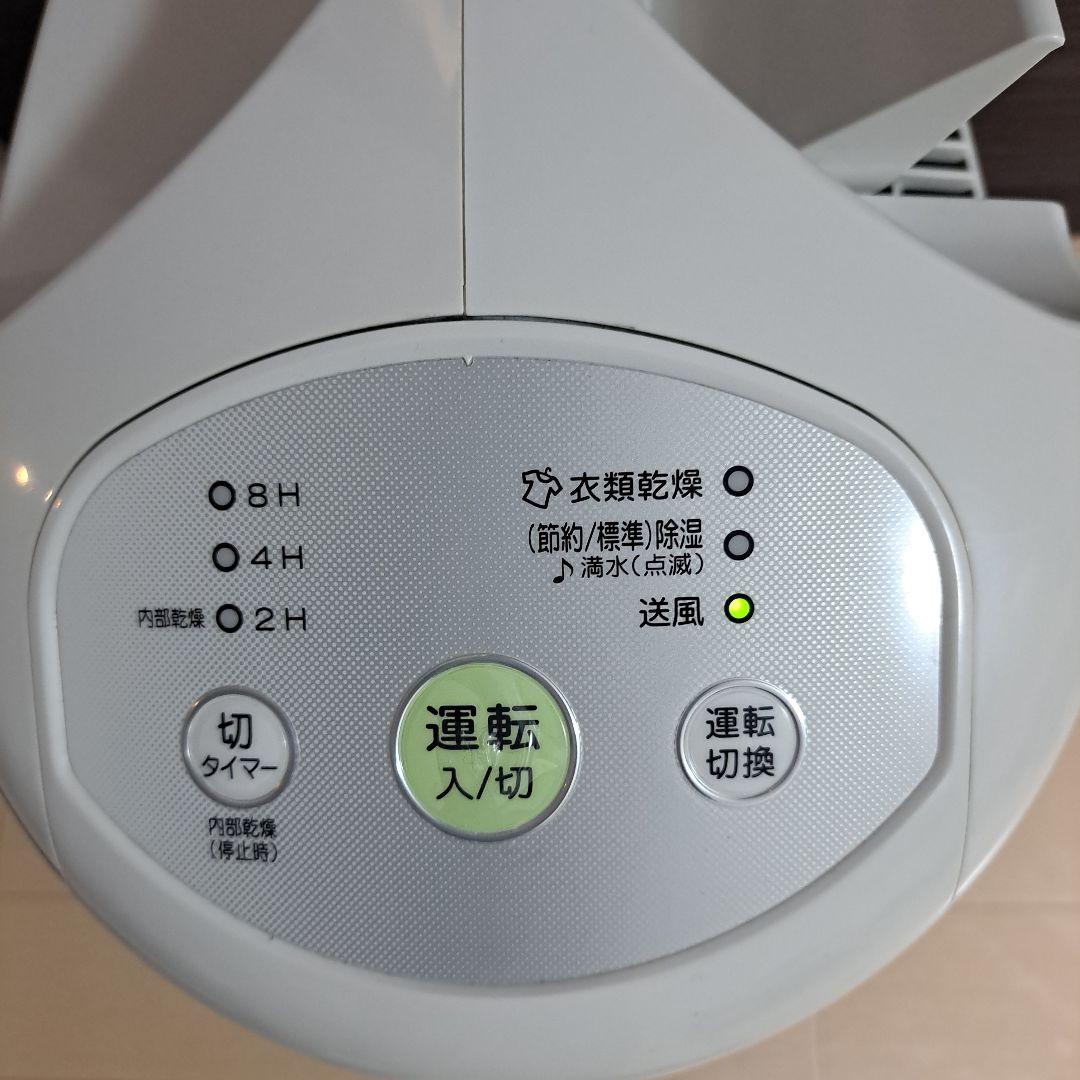 8H
4H
内部乾燥 2H
衣類乾燥
(節約/標準)除湿
♪満水(点滅)
送風
切
タイマー
内部乾燥
(停止時)
運転
入/切
運転
切換